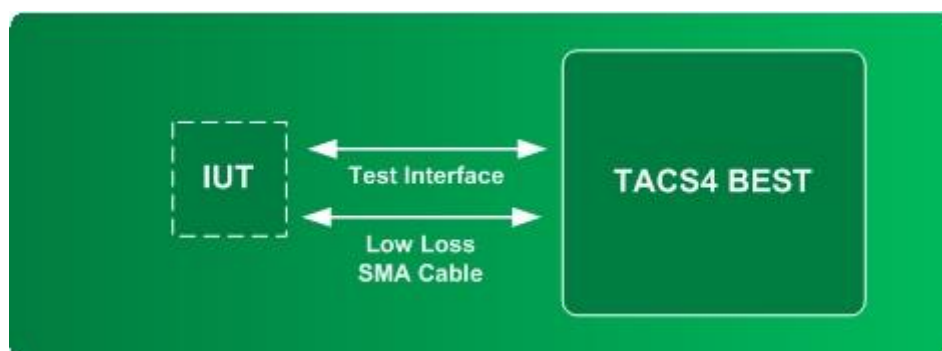 IUT
Test Interface
TACS4 BEST
Low Loss
SMA Cable